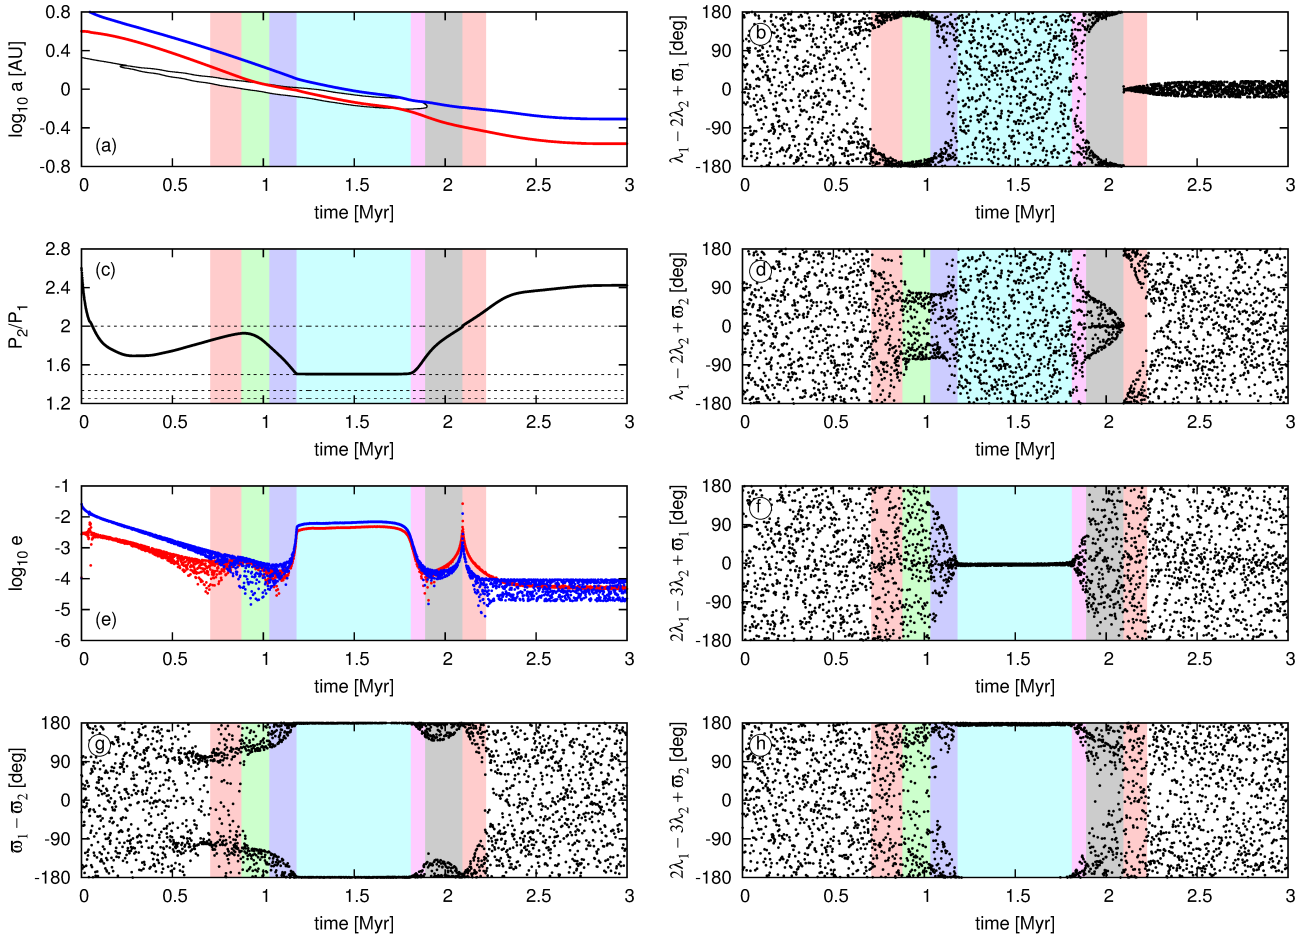 log₁₀ a [AU]
0.8
0.4
0
-0.4
-0.8
(a)
0 0.5 1 1.5 2 2.5 3
time [Myr]
λ₁ − 2λ₂ + ϖ₁ [deg]
180
90
0
-90
-180
b
0 0.5 1 1.5 2 2.5 3
time [Myr]
P₂/P₁
2.8
2.4
2
1.6
1.2
(c)
0 0.5 1 1.5 2 2.5 3
time [Myr]
λ₁ − 2λ₂ + ϖ₂ [deg]
180
90
0
-90
-180
d
0 0.5 1 1.5 2 2.5 3
time [Myr]
log₁₀ e
-1
-2
-3
-4
-5
-6
(e)
0 0.5 1 1.5 2 2.5 3
time [Myr]
2λ₁ − 3λ₂ + ϖ₁ [deg]
180
90
0
-90
-180
f
0 0.5 1 1.5 2 2.5 3
time [Myr]
ϖ₁ − ϖ₂ [deg]
180
90
0
-90
-180
g
0 0.5 1 1.5 2 2.5 3
time [Myr]
2λ₁ − 3λ₂ + ϖ₂ [deg]
180
90
0
-90
-180
h
0 0.5 1 1.5 2 2.5 3
time [Myr]